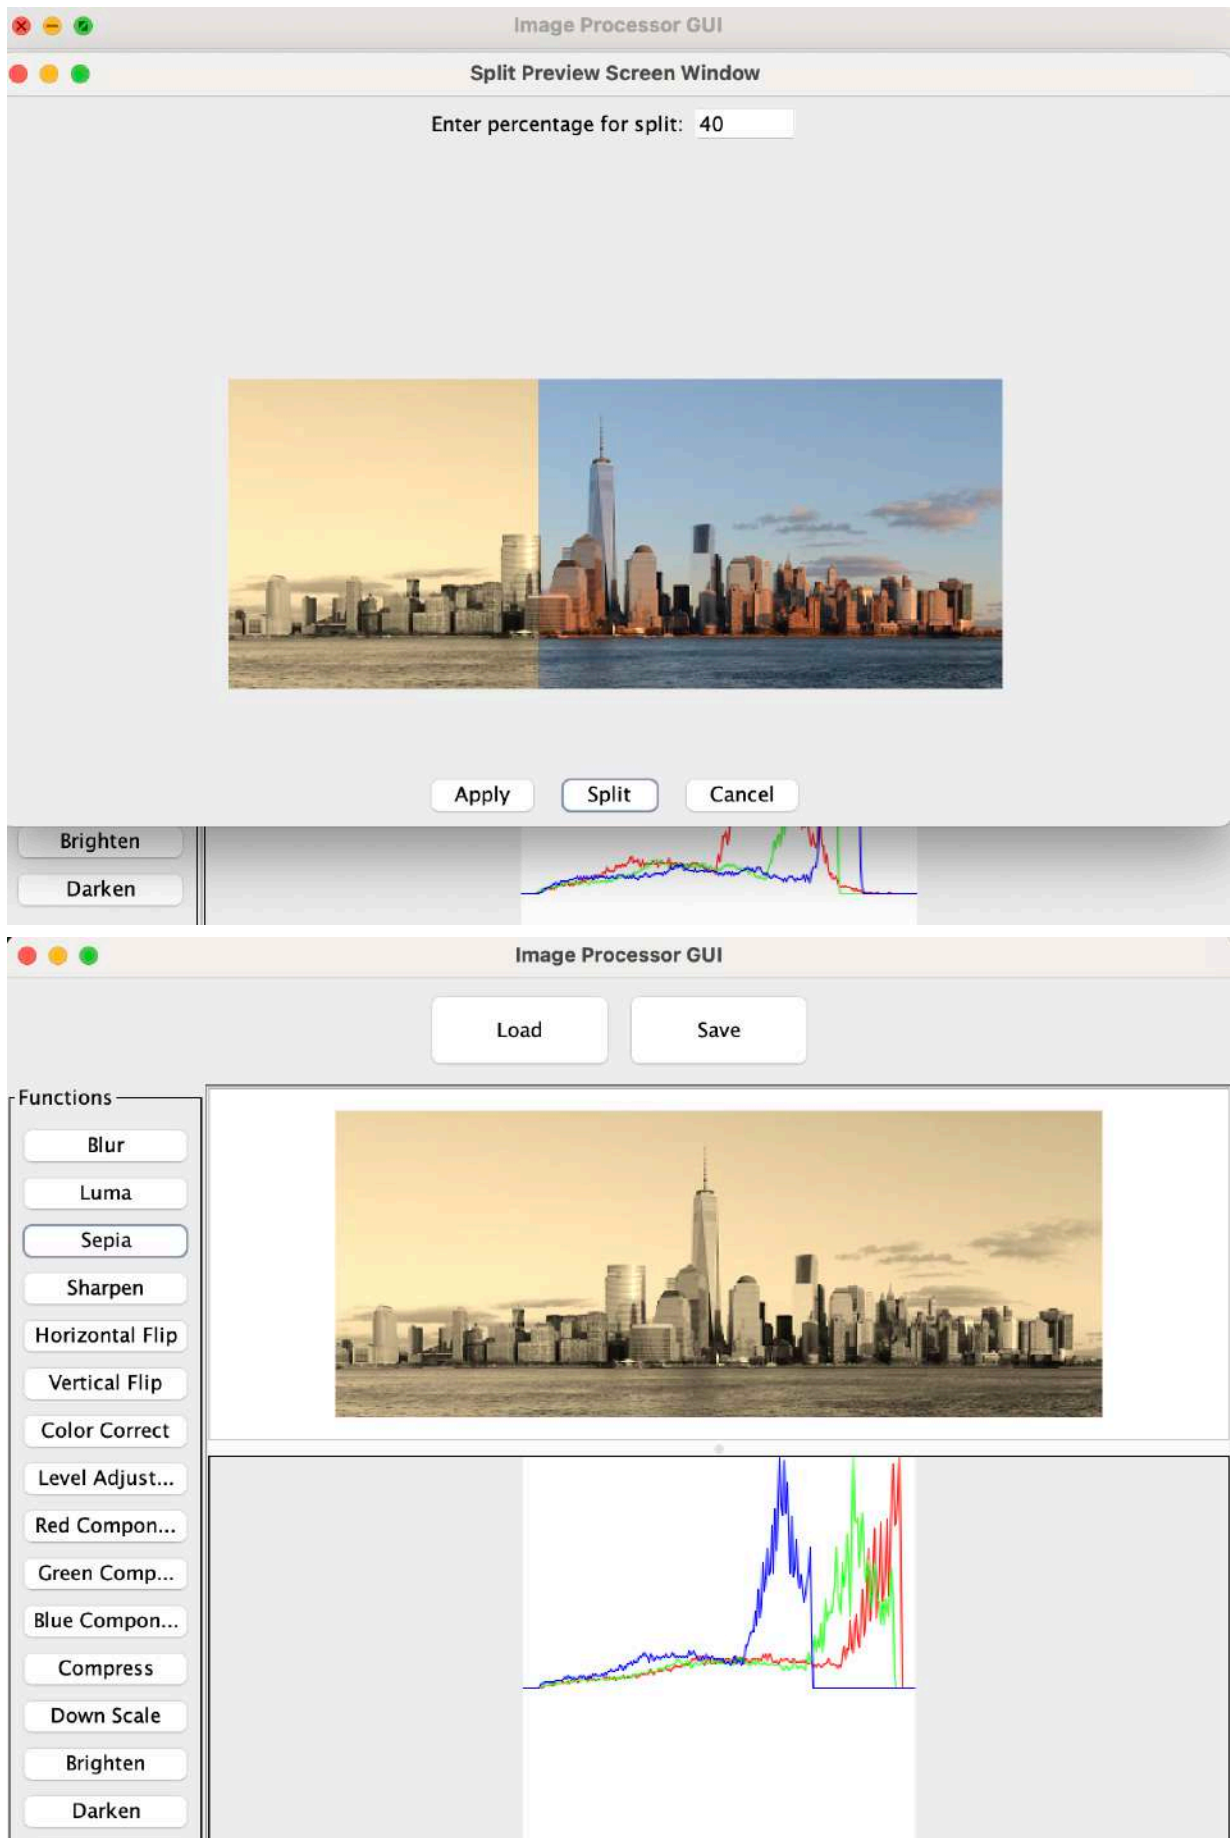 Image Processor GUI
Split Preview Screen Window
Enter percentage for split: 40
Apply Split Cancel
Brighten
Darken
Image Processor GUI
Load Save
Functions
Blur
Luma
Sepia
Sharpen
Horizontal Flip
Vertical Flip
Color Correct
Level Adjust...
Red Compon...
Green Comp...
Blue Compon...
Compress
Down Scale
Brighten
Darken